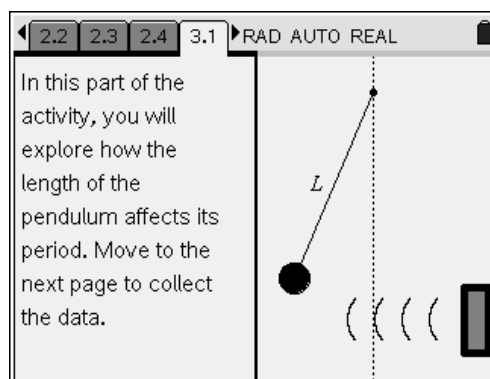 2.2 2.3 2.4 3.1 RAD AUTO REAL
In this part of the
activity, you will
explore how the
length of the
pendulum affects its
period. Move to the
next page to collect
the data.
L